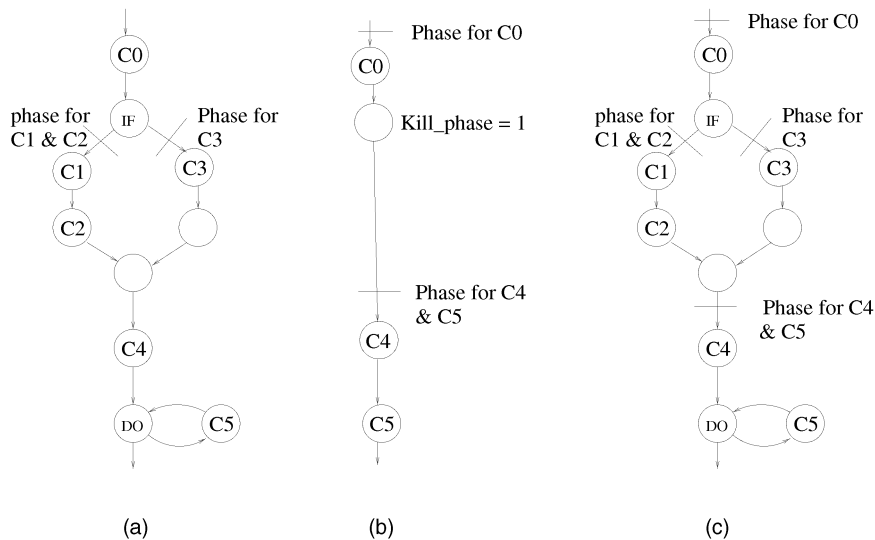 C0
IF
phase for
C1 & C2
Phase for
C3
C1
C3
C2
C4
DO
C5
(a)
Phase for C0
C0
Kill_phase = 1
Phase for C4
& C5
C4
C5
(b)
Phase for C0
C0
IF
phase for
C1 & C2
Phase for
C3
C1
C3
C2
Phase for C4
& C5
C4
DO
C5
(c)